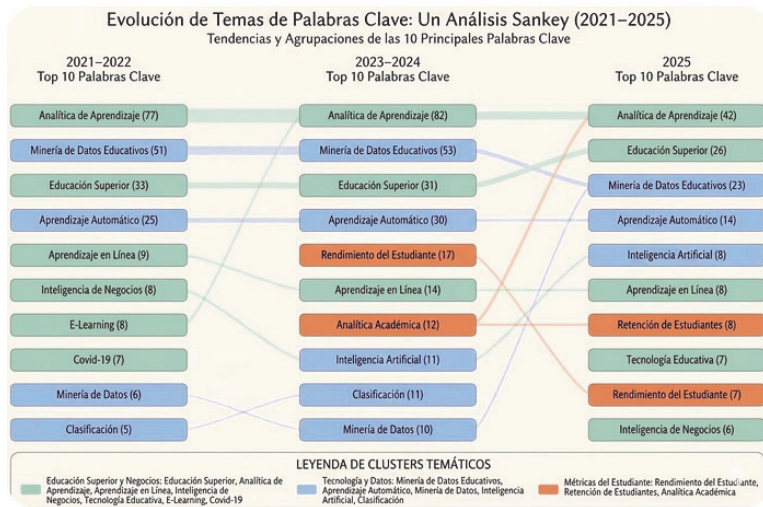 Evolución de Temas de Palabras Clave: Un Análisis Sankey (2021–2025)
Tendencias y Agrupaciones de las 10 Principales Palabras Clave
2021–2022
Top 10 Palabras Clave
Analítica de Aprendizaje (77)
Minería de Datos Educativos (51)
Educación Superior (33)
Aprendizaje Automático (25)
Aprendizaje en Línea (9)
Inteligencia de Negocios (8)
E-Learning (8)
Covid-19 (7)
Minería de Datos (6)
Clasificación (5)
2023–2024
Top 10 Palabras Clave
Analítica de Aprendizaje (82)
Minería de Datos Educativos (53)
Educación Superior (31)
Aprendizaje Automático (30)
Rendimiento del Estudiante (17)
Aprendizaje en Línea (14)
Analítica Académica (12)
Inteligencia Artificial (11)
Clasificación (11)
Minería de Datos (10)
2025
Top 10 Palabras Clave
Analítica de Aprendizaje (42)
Educación Superior (26)
Minería de Datos Educativos (23)
Aprendizaje Automático (14)
Inteligencia Artificial (8)
Aprendizaje en Línea (8)
Retención de Estudiantes (8)
Tecnología Educativa (7)
Rendimiento del Estudiante (7)
Inteligencia de Negocios (6)
LEYENDA DE CLUSTERS TEMÁTICOS
Educación Superior y Negocios: Educación Superior, Analítica de
Aprendizaje, Aprendizaje en Línea, Inteligencia de
Negocios, Tecnología Educativa, E-Learning, Covid-19
Tecnología y Datos: Minería de Datos Educativos,
Aprendizaje Automático, Minería de Datos, Inteligencia
Artificial, Clasificación
Métricas del Estudiante: Rendimiento del Estudiante,
Retención de Estudiantes, Analítica Académica